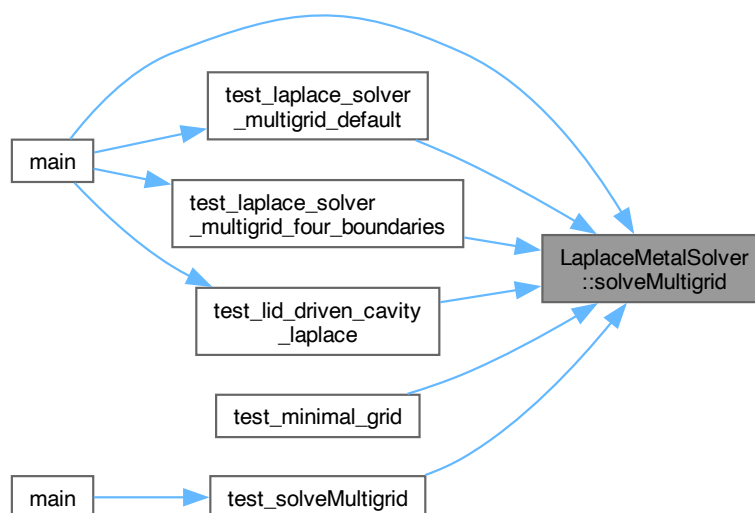 test_laplace_solver
_multigrid_default
main
test_laplace_solver
_multigrid_four_boundaries
LaplaceMetalSolver
::solveMultigrid
test_lid_driven_cavity
_laplace
test_minimal_grid
main
test_solveMultigrid